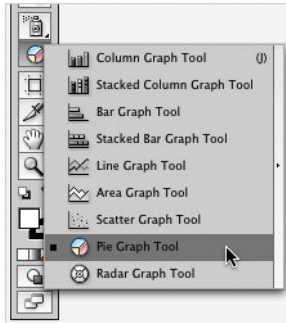 Column Graph Tool (J)
Stacked Column Graph Tool
Bar Graph Tool
Stacked Bar Graph Tool
Line Graph Tool
Area Graph Tool
Scatter Graph Tool
Pie Graph Tool
Radar Graph Tool